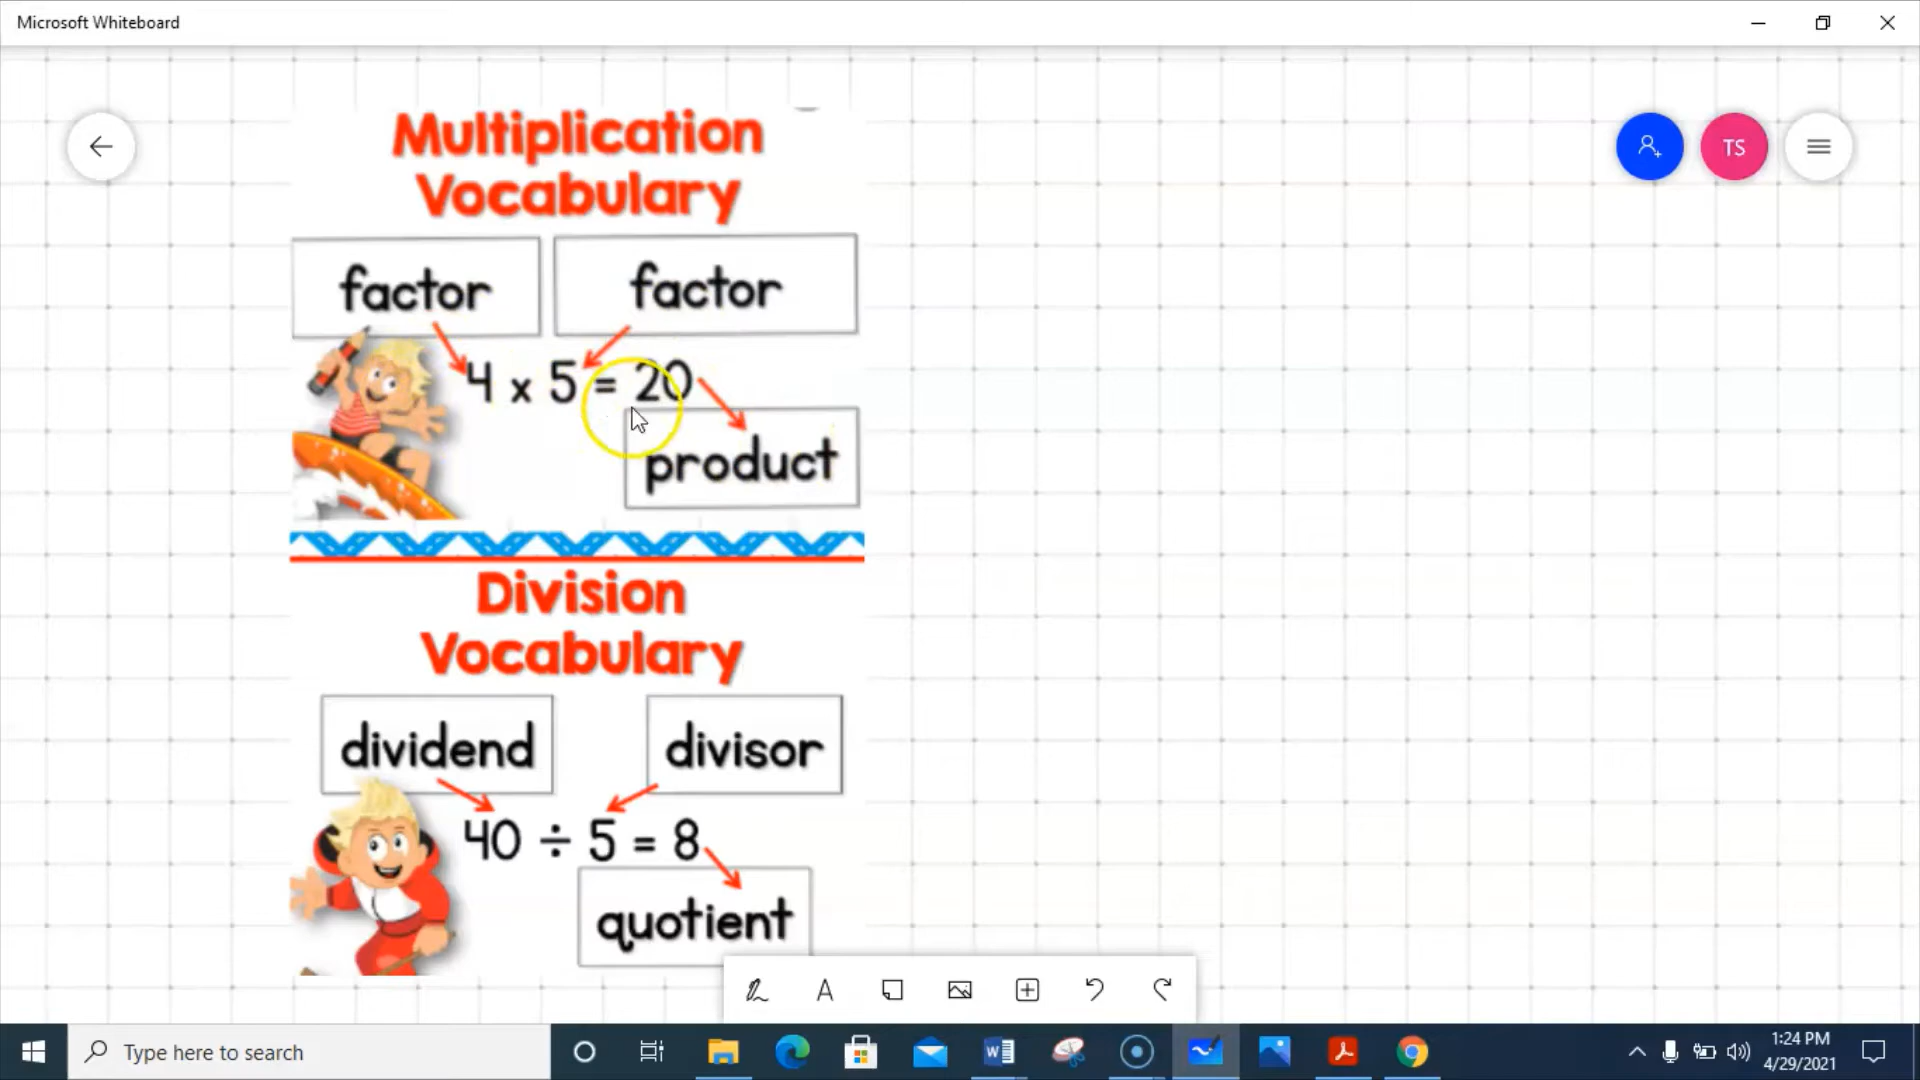 Microsoft Whiteboard
TS
Multiplication
Vocabulary
factor factor
4 x 5 = 20
product
Division
Vocabulary
dividend divisor
40 ÷ 5 = 8
quotient
Type here to search
1:24 PM
4/29/2021